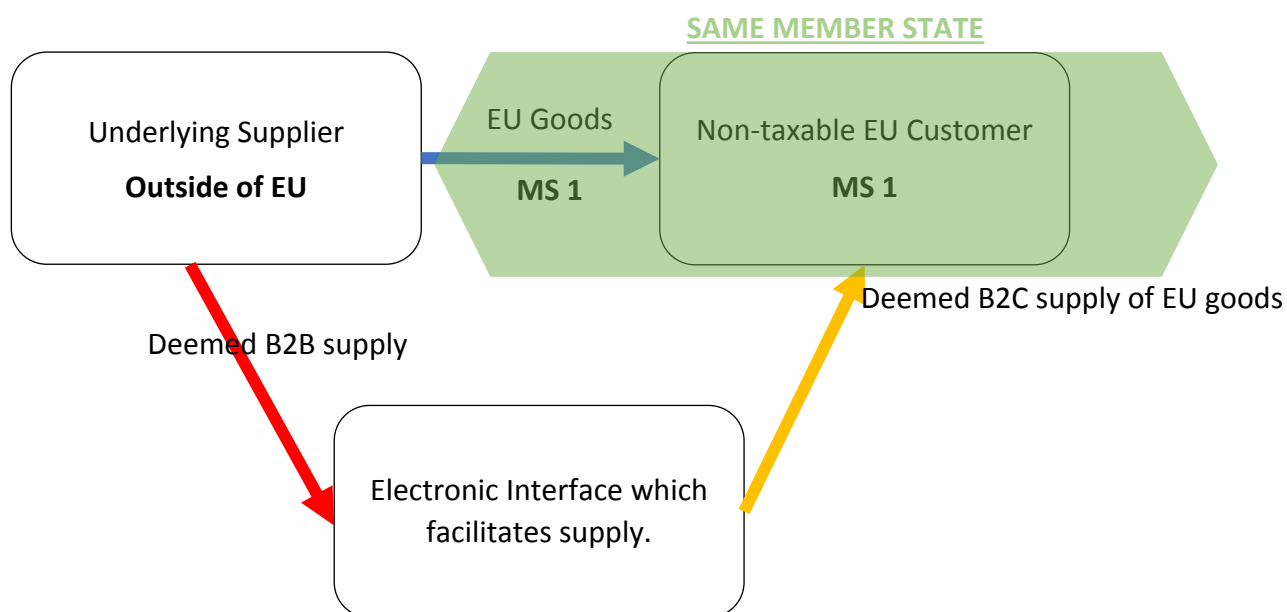 SAME MEMBER STATE
Underlying Supplier
Outside of EU
EU Goods
MS 1
Non-taxable EU Customer
MS 1
Deemed B2B supply
Deemed B2C supply of EU goods
Electronic Interface which
facilitates supply.